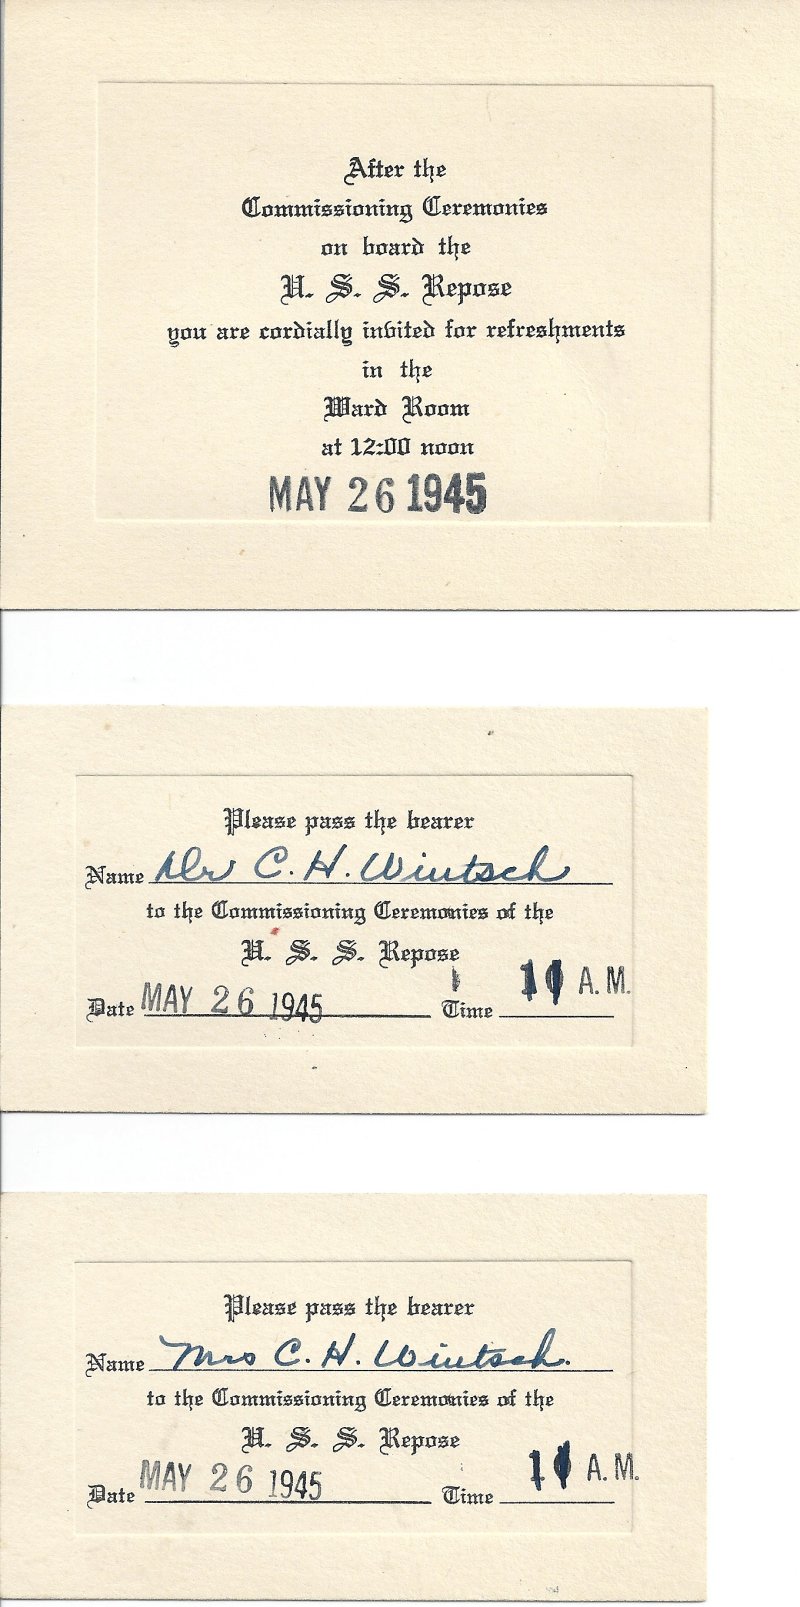 After the
Commissioning Ceremonies
on board the
U. S. S. Repose
you are cordially invited for refreshments
in the
Ward Room
at 12:00 noon
MAY 26 1945
Please pass the bearer
Name Dr C. H. Wintsch
to the Commissioning Ceremonies of the
U. S. S. Repose
Date MAY 26 1945 Time 11 A.M.
Please pass the bearer
Name Mrs C. H. Wintsch.
to the Commissioning Ceremonies of the
U. S. S. Repose
Date MAY 26 1945 Time 11 A.M.